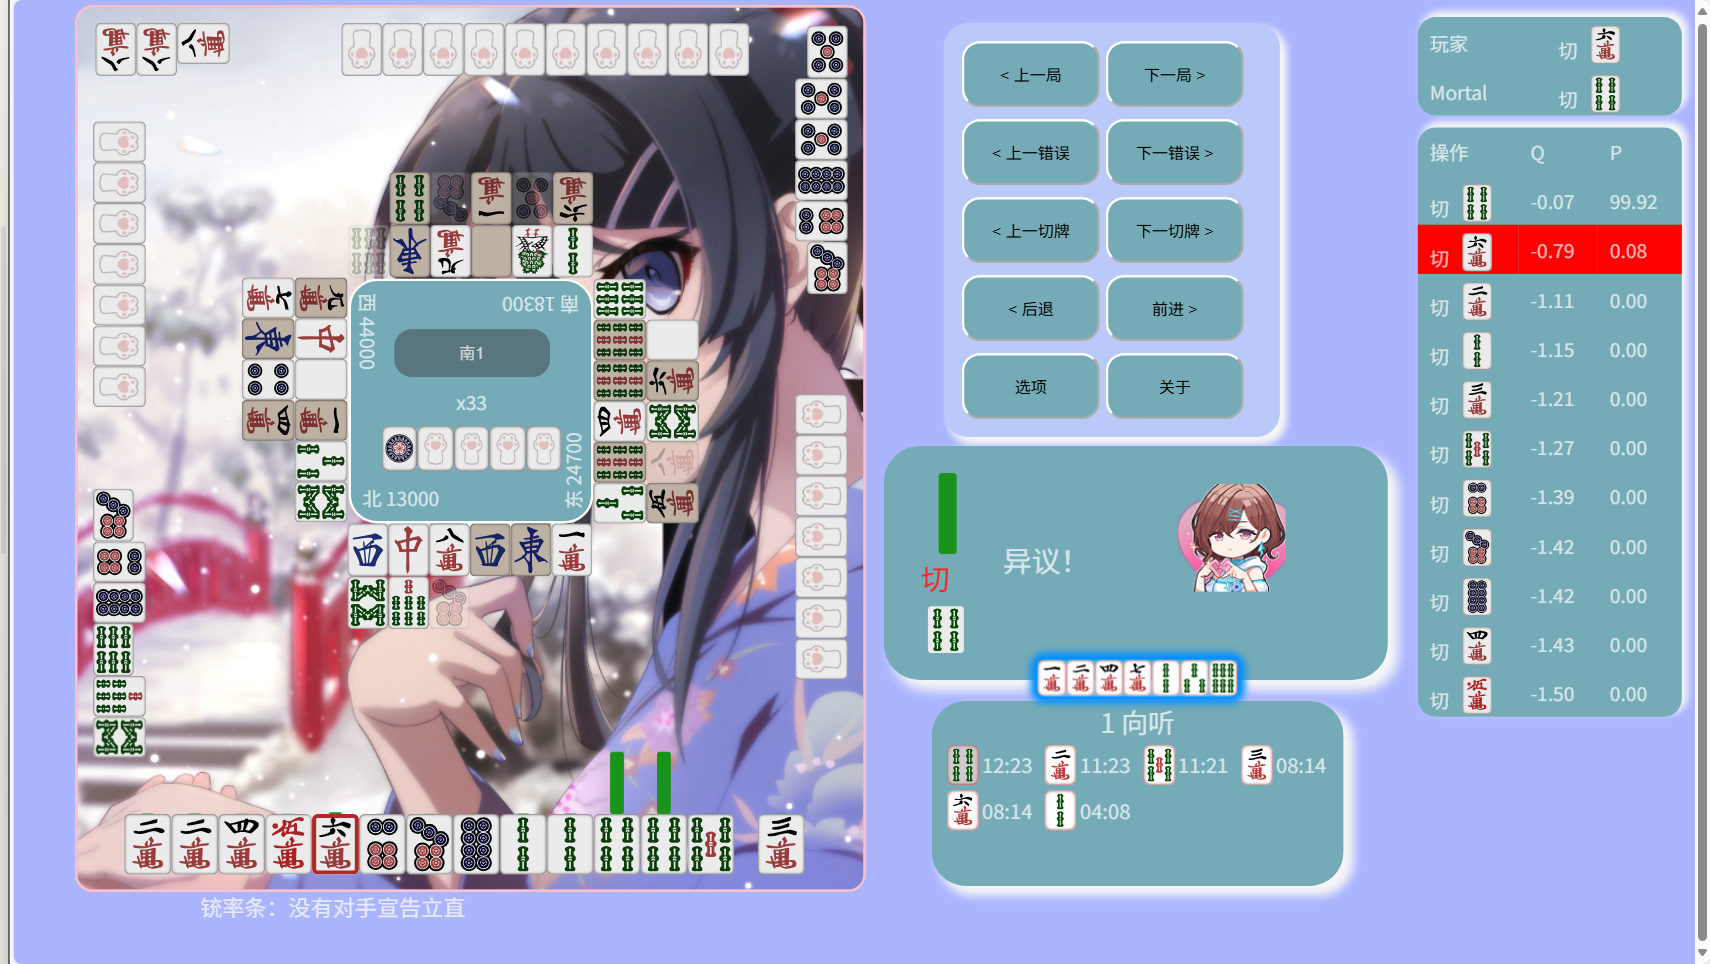 西 44000
南 18300
南1
x33
北 13000
东 24700
铳率条：没有对手宣告立直
< 上一局
下一局 >
< 上一错误
下一错误 >
< 上一切牌
下一切牌 >
< 后退
前进 >
选项
关于
切
异议！
1 向听
12:23
11:23
11:21
08:14
08:14
04:08
玩家 切
Mortal 切
操作 Q P
切 -0.07 99.92
切 -0.79 0.08
切 -1.11 0.00
切 -1.15 0.00
切 -1.21 0.00
切 -1.27 0.00
切 -1.39 0.00
切 -1.42 0.00
切 -1.42 0.00
切 -1.43 0.00
切 -1.50 0.00